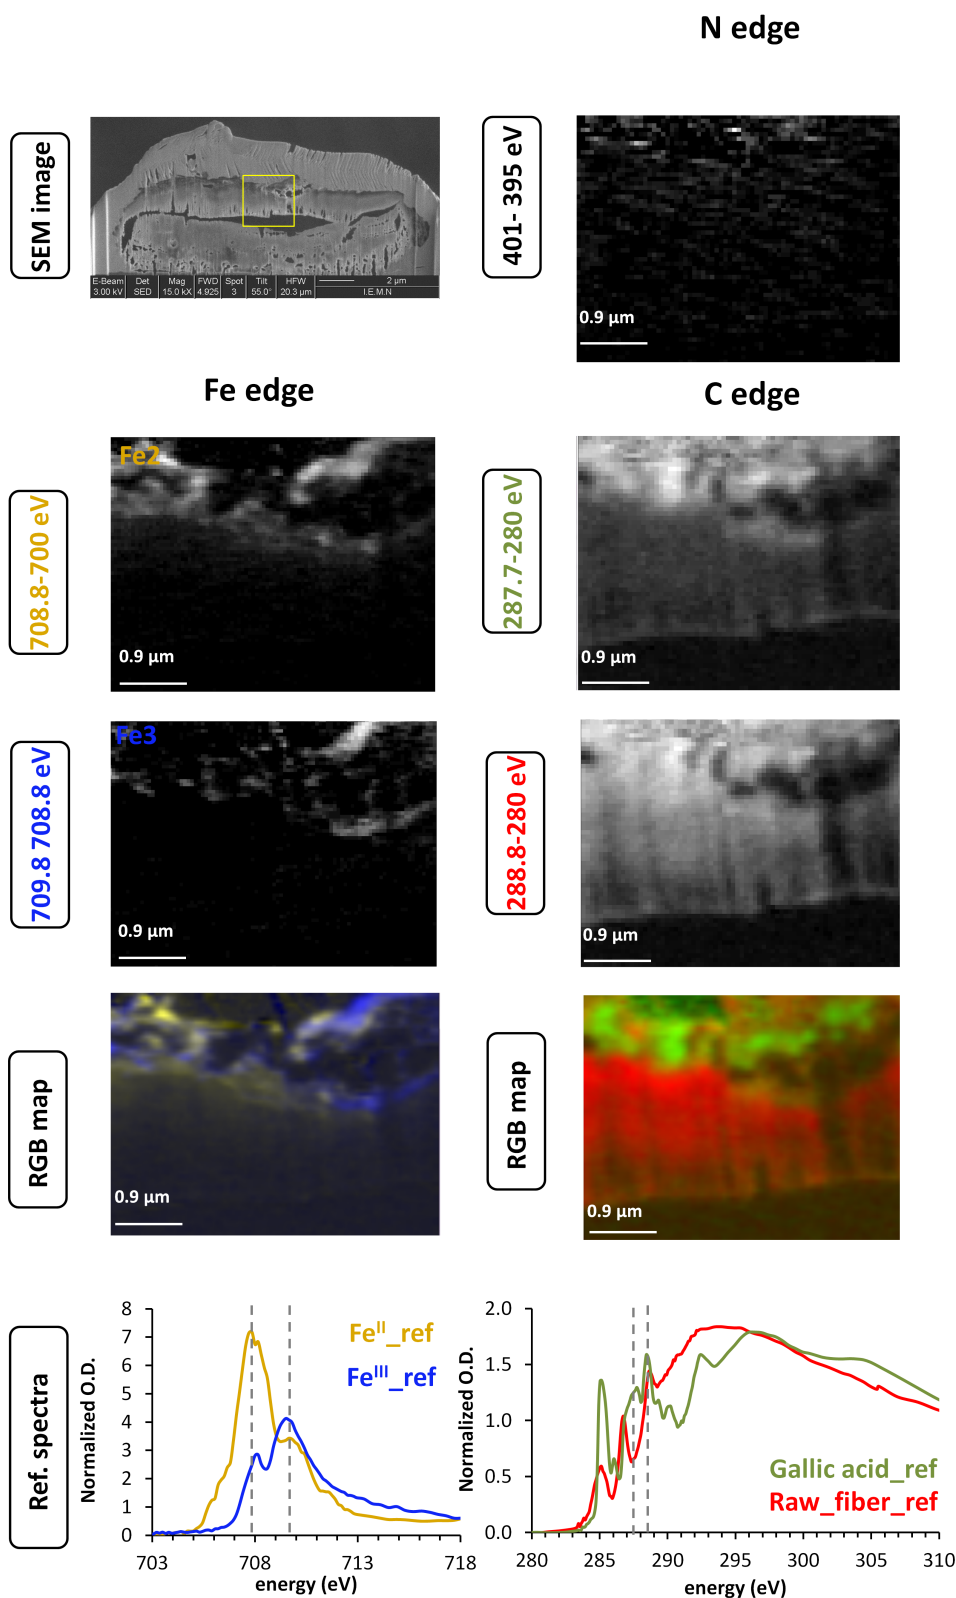 N edge
SEM image
E-Beam Det Mag FWD Spot Tilt HFW 2 µm
3.00 kV SED 15.0 kX 4.925 3 55.0° 20.3 µm I.E.M.N
401- 395 eV
0.9 µm
Fe edge
C edge
708.8-700 eV
Fe2
0.9 µm
287.7-280 eV
0.9 µm
709.8 708.8 eV
Fe3
0.9 µm
288.8-280 eV
0.9 µm
RGB map
0.9 µm
RGB map
0.9 µm
Ref. spectra
Normalized O.D.
8
7
6
5
4
3
2
1
0
Feᴵᴵ_ref
Feᴵᴵᴵ_ref
703 708 713 718
energy (eV)
Normalized O.D.
2.0
1.5
1.0
0.5
0.0
Gallic acid_ref
Raw_fiber_ref
280 285 290 295 300 305 310
energy (eV)